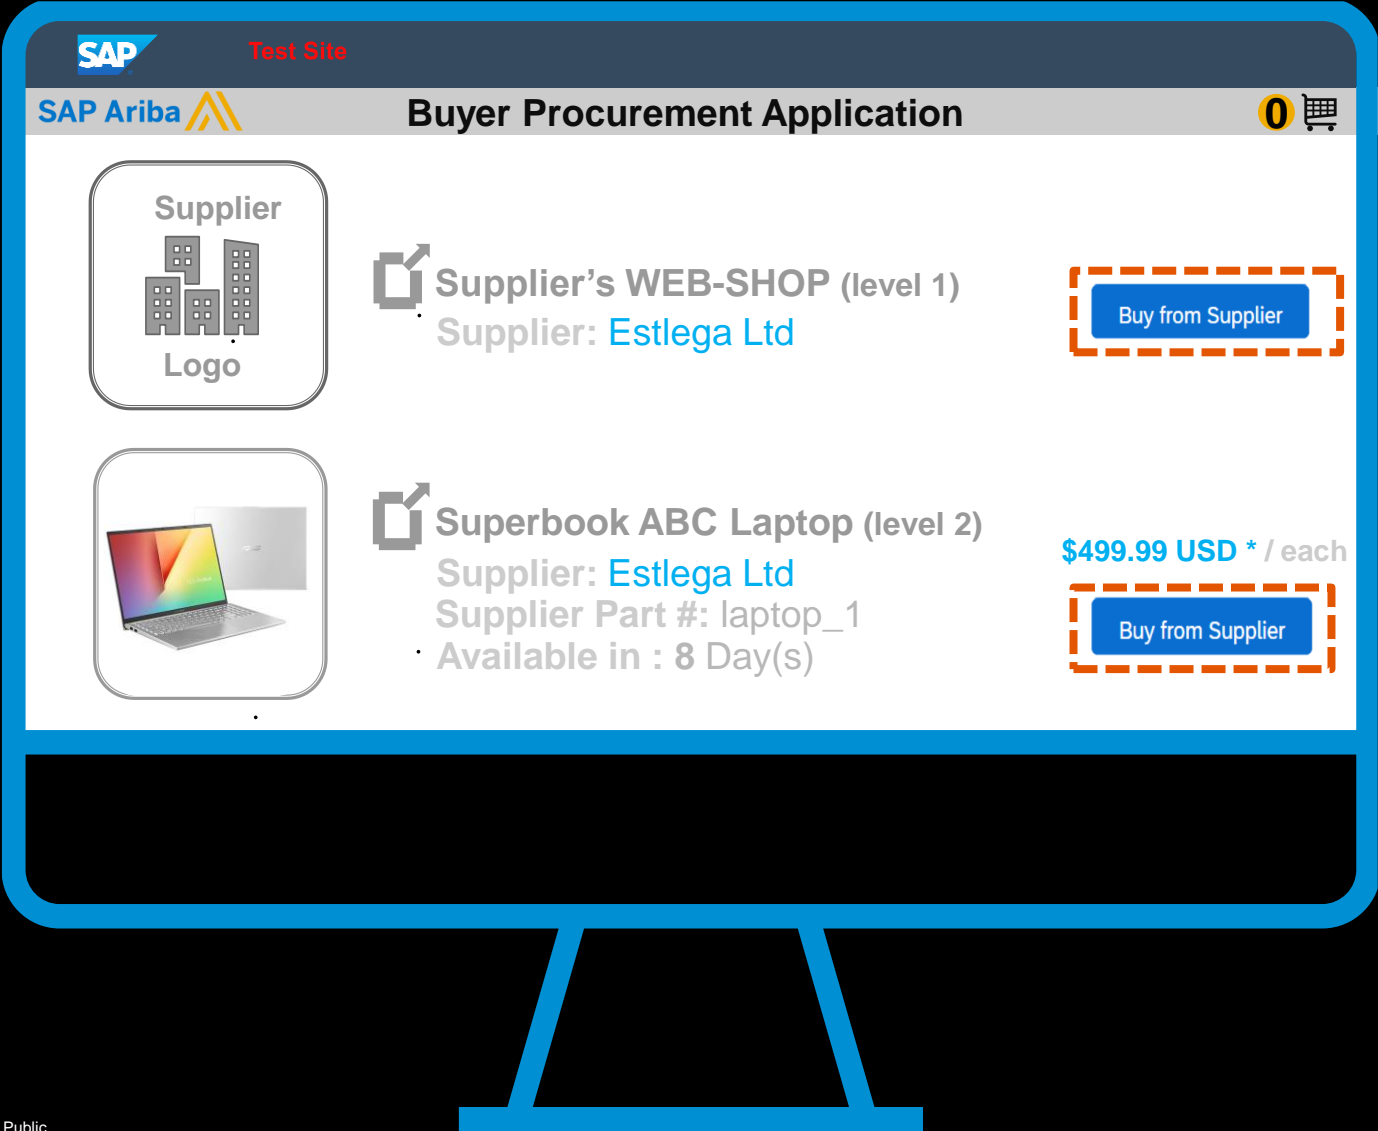 SAP
Test Site
SAP Ariba
Buyer Procurement Application
0
Supplier
Logo
Supplier’s WEB-SHOP (level 1)
Supplier: Estlega Ltd
Buy from Supplier
Superbook ABC Laptop (level 2)
Supplier: Estlega Ltd
Supplier Part #: laptop_1
Available in : 8 Day(s)
$499.99 USD * / each
Buy from Supplier
Public